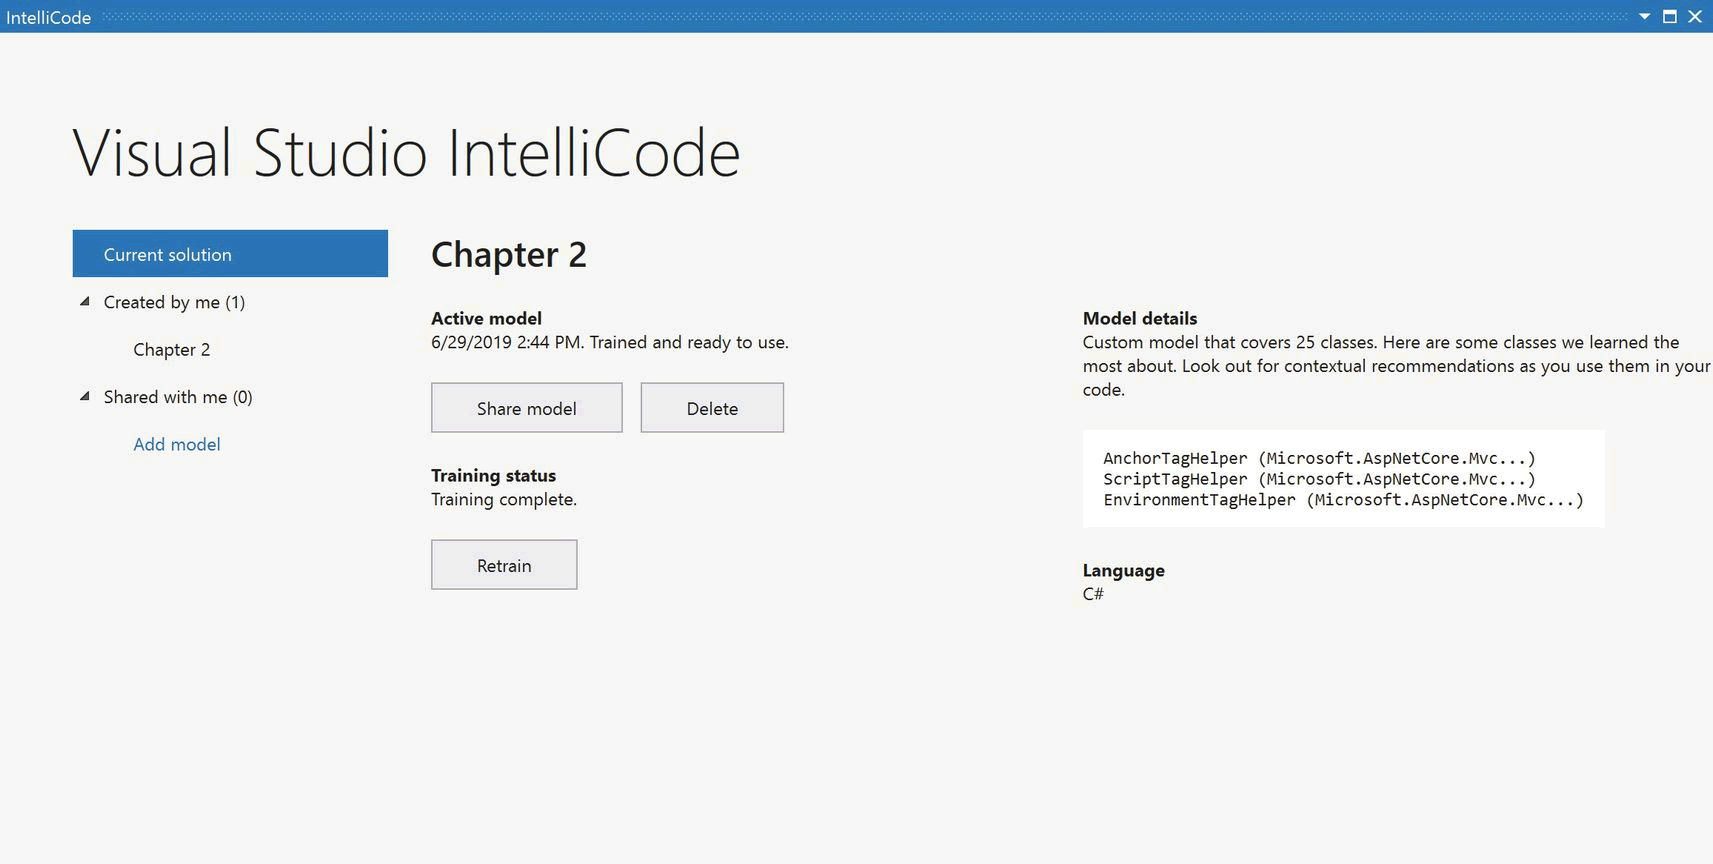 IntelliCode
Visual Studio IntelliCode
Current solution
Created by me (1)
Chapter 2
Shared with me (0)
Add model
Chapter 2
Active model
6/29/2019 2:44 PM. Trained and ready to use.
Share model
Delete
Training status
Training complete.
Retrain
Model details
Custom model that covers 25 classes. Here are some classes we learned the
most about. Look out for contextual recommendations as you use them in your
code.
AnchorTagHelper (Microsoft.AspNetCore.Mvc...)
ScriptTagHelper (Microsoft.AspNetCore.Mvc...)
EnvironmentTagHelper (Microsoft.AspNetCore.Mvc...)
Language
C#